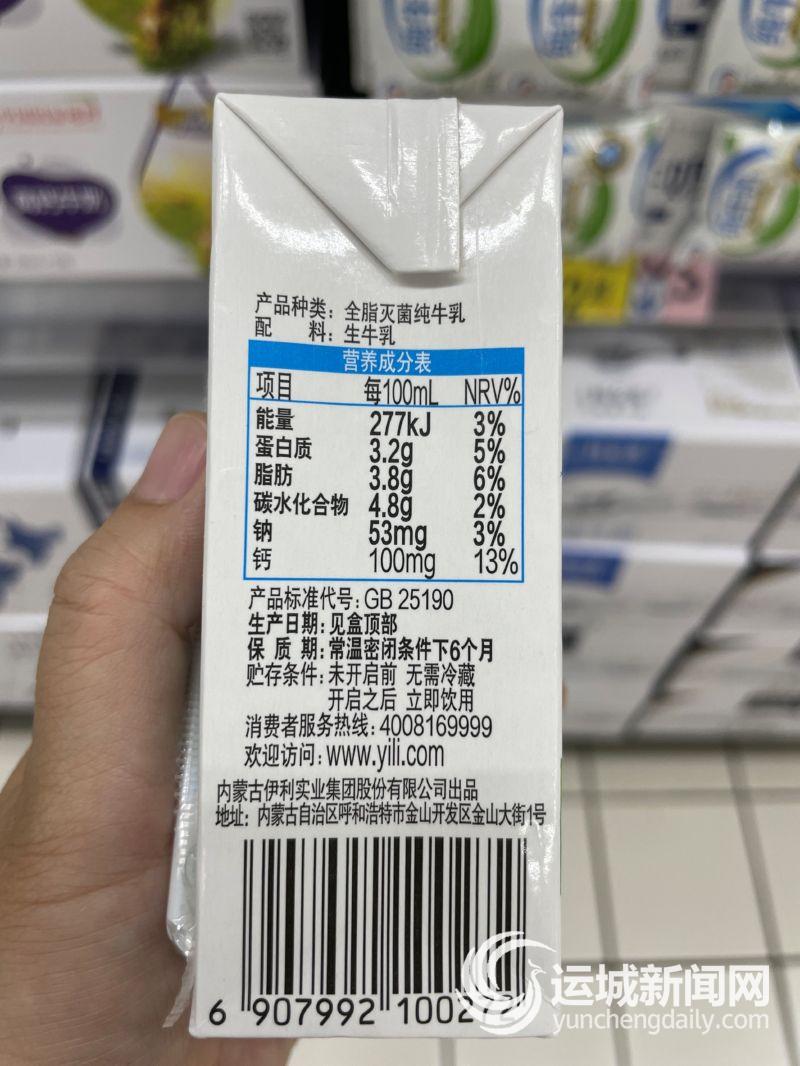 产品种类：全脂灭菌纯牛乳
配　料：生牛乳
营养成分表
项目 每100mL NRV%
能量 277kJ 3%
蛋白质 3.2g 5%
脂肪 3.8g 6%
碳水化合物 4.8g 2%
钠 53mg 3%
钙 100mg 13%
产品标准代号：GB 25190
生产日期：见盒顶部
保 质 期：常温密闭条件下6个月
贮存条件：未开启前 无需冷藏
开启之后 立即饮用
消费者服务热线：4008169999
欢迎访问：www.yili.com
内蒙古伊利实业集团股份有限公司出品
地址：内蒙古自治区呼和浩特市金山开发区金山大街1号
6 907992 100272
运城新闻网
yunchengdaily.com